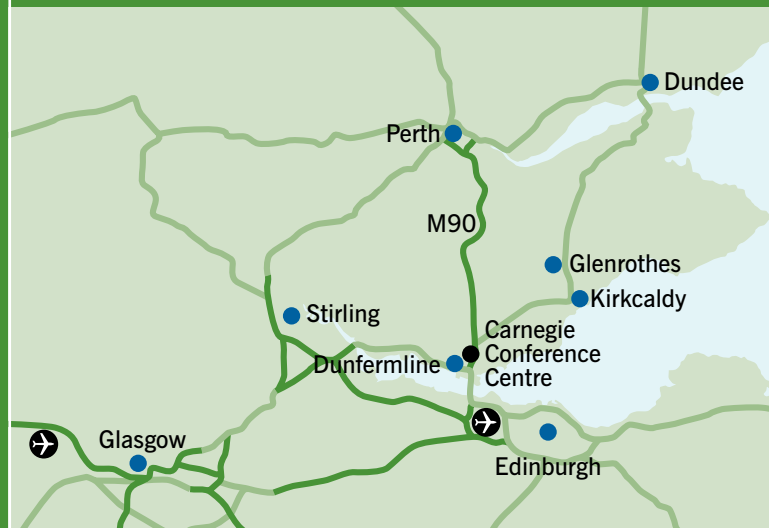 Dundee
Perth
M90
Glenrothes
Kirkcaldy
Stirling
Carnegie
Conference
Centre
Dunfermline
Glasgow
Edinburgh